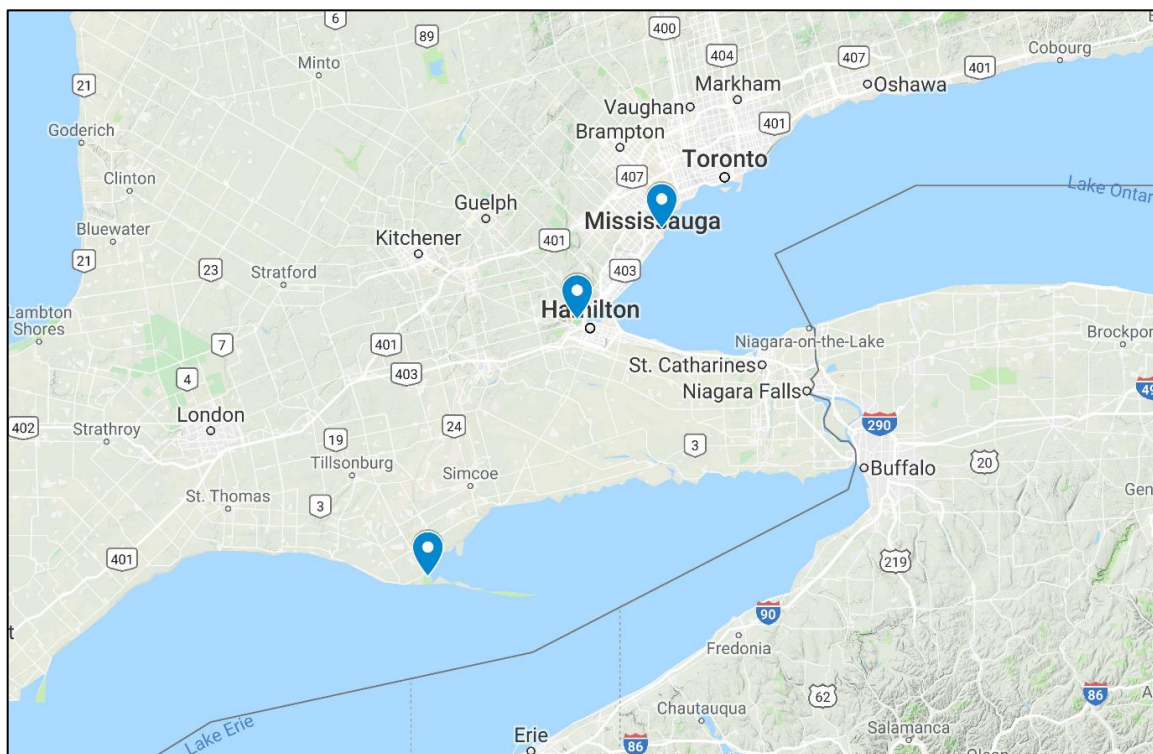 6
400
89
404
407
Cobourg
Minto
Markham
401
21
Oshawa
Vaughan
Goderich
Brampton
401
Toronto
407
Clinton
Lake Ontar
Guelph
Mississauga
Bluewater
Kitchener
401
21
23
403
Stratford
Hamilton
Lambton
Shores
Niagara-on-the-Lake
Brockpor
7
401
St. Catharines
403
4
Niagara Falls
49
London
402
Strathroy
24
290
19
3
Tillsonburg
Simcoe
Buffalo
20
St. Thomas
3
Gen
401
219
90
t
Fredonia
62
86
A
Chautauqua
Lake Erie
Erie
86
Salamanca